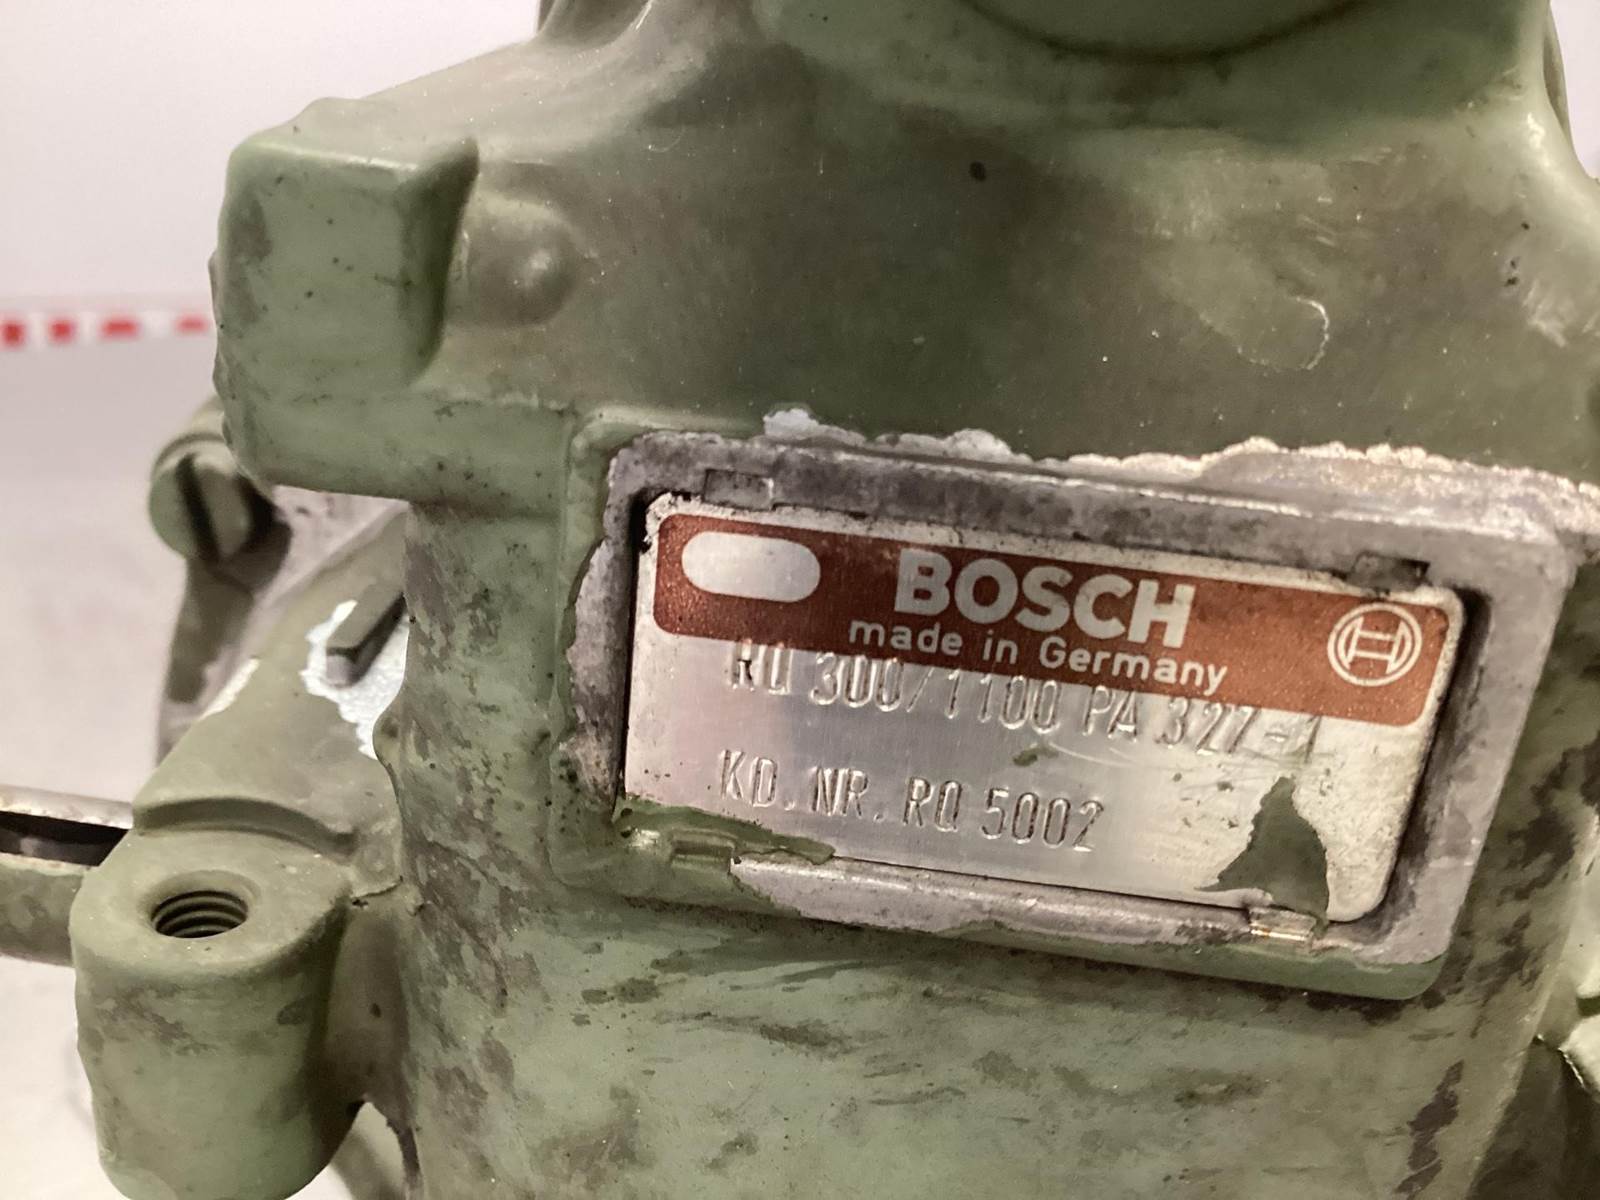 BOSCH
made in Germany
RQ 300/1100 PA 327-1
KD. NR. RQ 5002